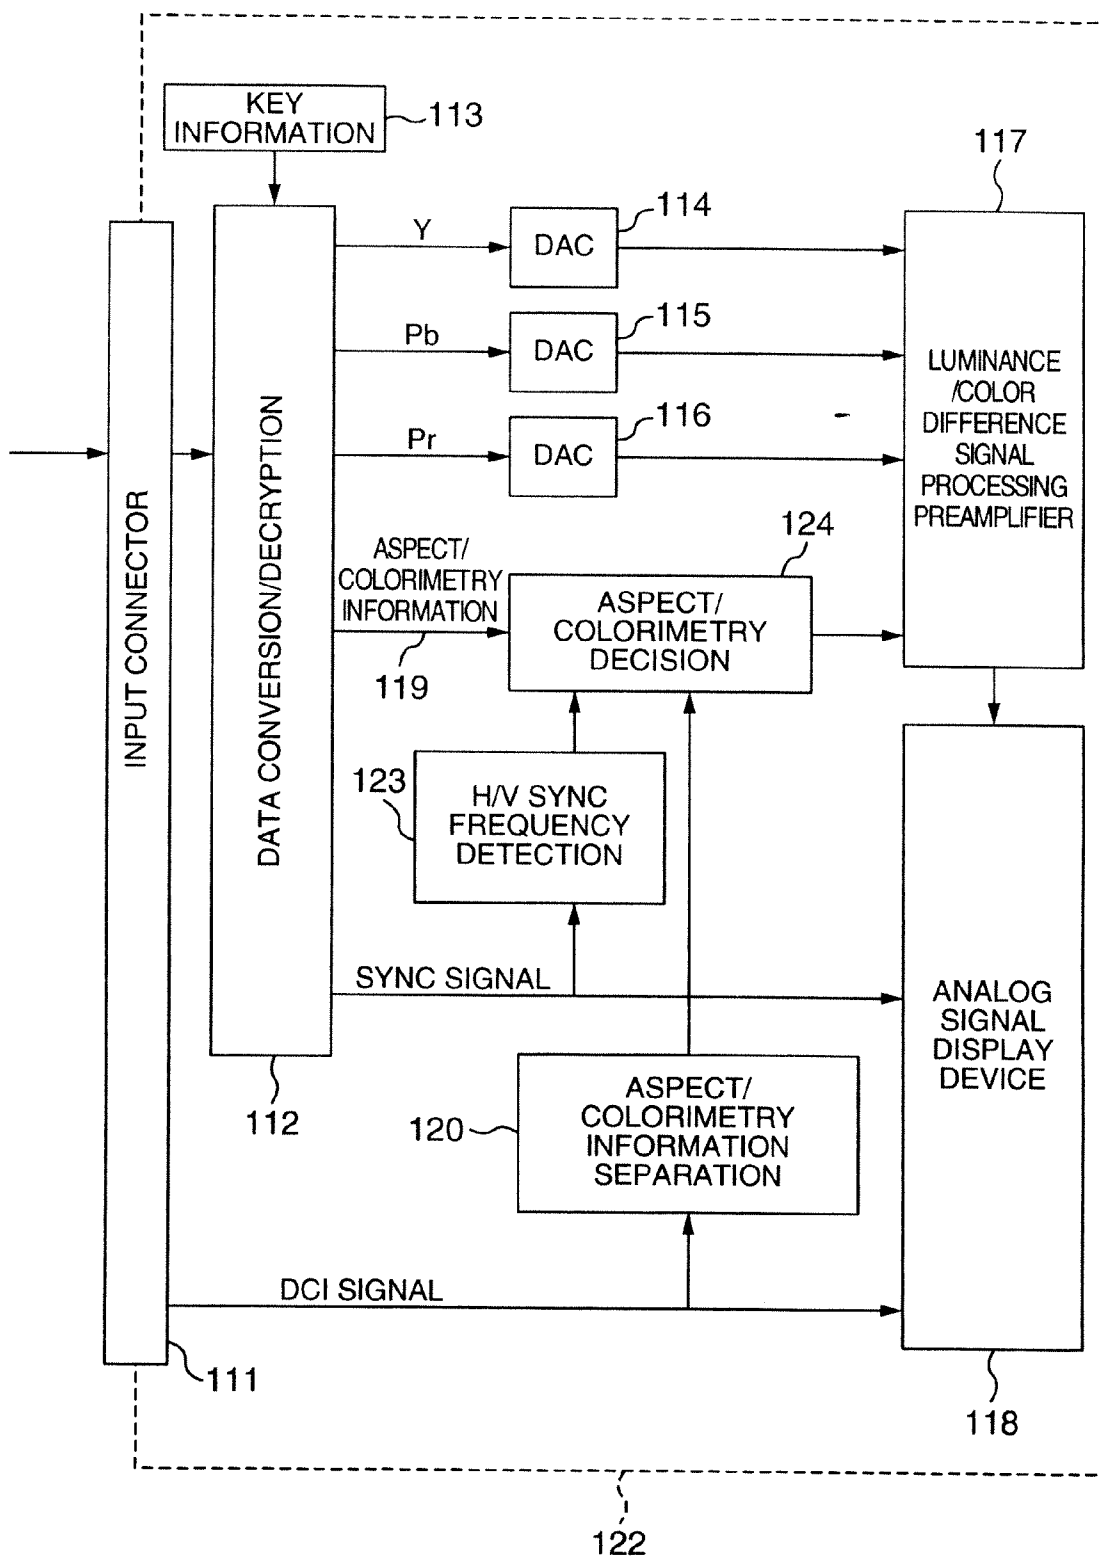 KEY
INFORMATION
113
117
114
Y
DAC
115
Pb
DAC
116
Pr
DAC
LUMINANCE
/COLOR
DIFFERENCE
SIGNAL
PROCESSING
PREAMPLIFIER
INPUT CONNECTOR
DATA CONVERSION/DECRYPTION
ASPECT/
COLORIMETRY
INFORMATION
119
124
ASPECT/
COLORIMETRY
DECISION
123
H/V SYNC
FREQUENCY
DETECTION
SYNC SIGNAL
ANALOG
SIGNAL
DISPLAY
DEVICE
112
120
ASPECT/
COLORIMETRY
INFORMATION
SEPARATION
DCI SIGNAL
111
118
122